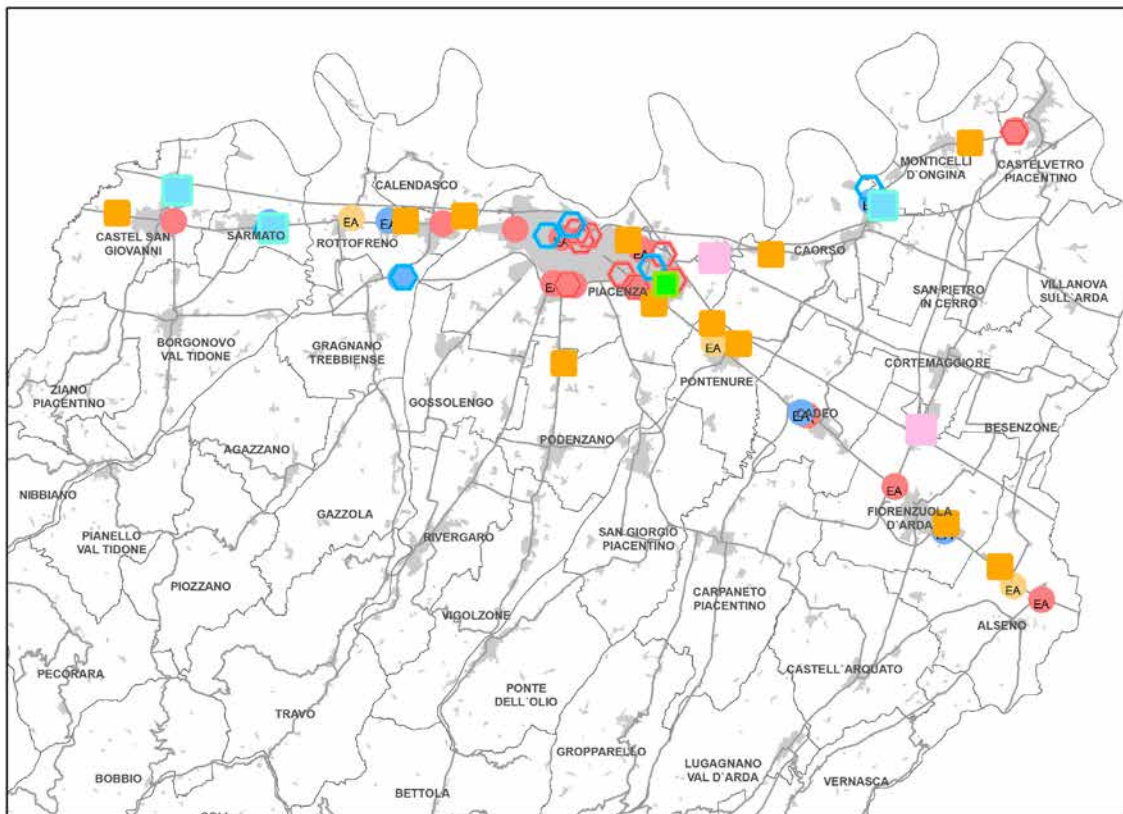 MONTICELLI
D`ONGINA
CASTELVETRO
PIACENTINO
CALENDASCO
EA
CASTEL SAN
GIOVANNI
SARMATO
EA
EA
ROTTOFRENO
EA
EA
CAORSO
VILLANOVA
SULL`ARDA
SAN PIETRO
IN CERRO
EA
PIACENZA
BORGONOVO
VAL TIDONE
GRAGNANO
TREBBIENSE
EA
CORTEMAGGIORE
ZIANO
PIACENTINO
PONTENURE
GOSSOLENGO
EA
CADEO
BESENZONE
PODENZANO
AGAZZANO
NIBBIANO
EA
GAZZOLA
FIORENZUOLA
D`ARDA
PIANELLO
VAL TIDONE
RIVERGARO
SAN GIORGIO
PIACENTINO
PIOZZANO
CARPANETO
PIACENTINO
EA
EA
VIGOLZONE
ALSENO
PECORARA
CASTELL`ARQUATO
PONTE
DELL`OLIO
TRAVO
GROPPARELLO
LUGAGNANO
VAL D`ARDA
BOBBIO
VERNASCA
BETTOLA